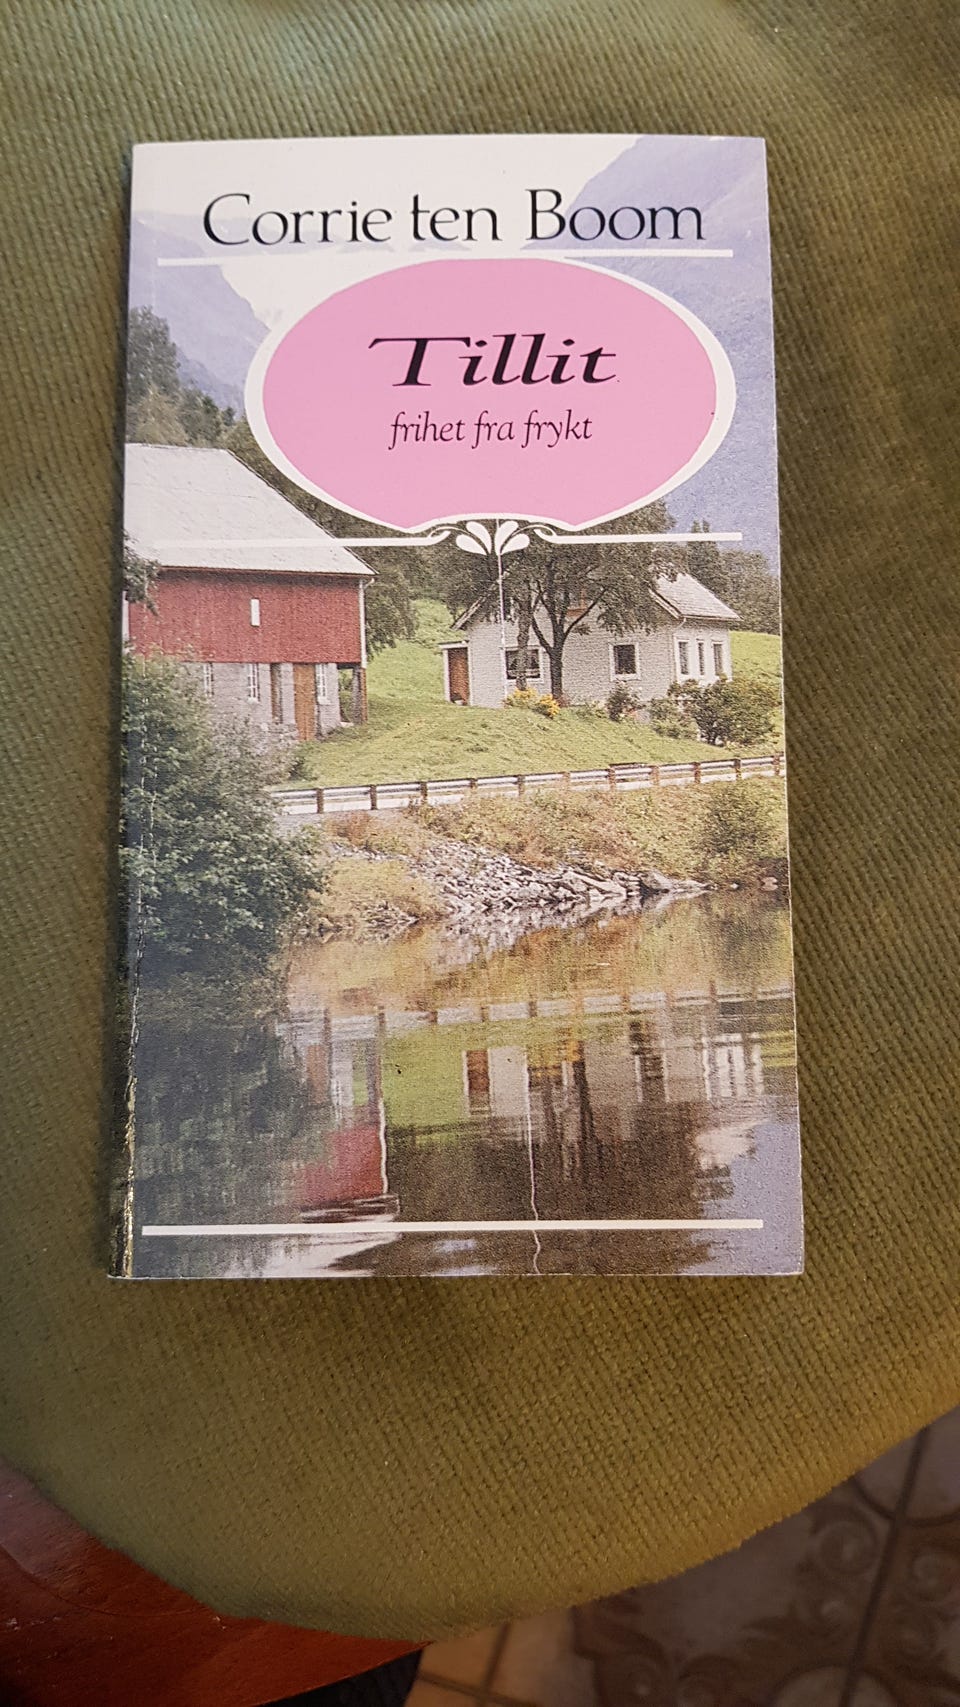 Corrie ten Boom
Tillit
frihet fra frykt